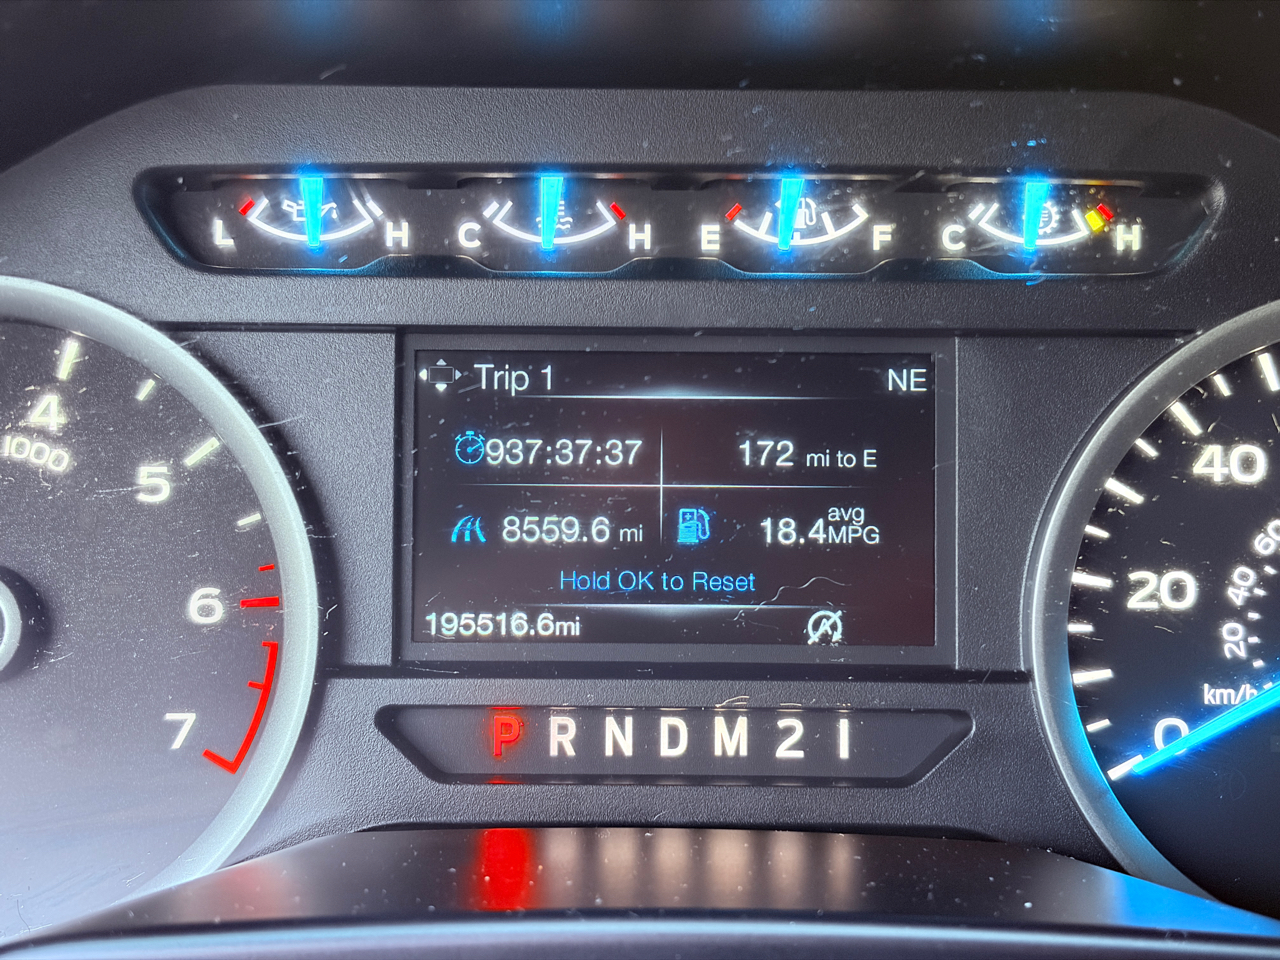 L H C H E F C H
Trip 1 NE
937:37:37 172 mi to E
8559.6 mi 18.4 avg MPG
Hold OK to Reset
195516.6mi
P R N D M 2 1
4
1000
5
6
7
40
20
0
60
40
20
km/h